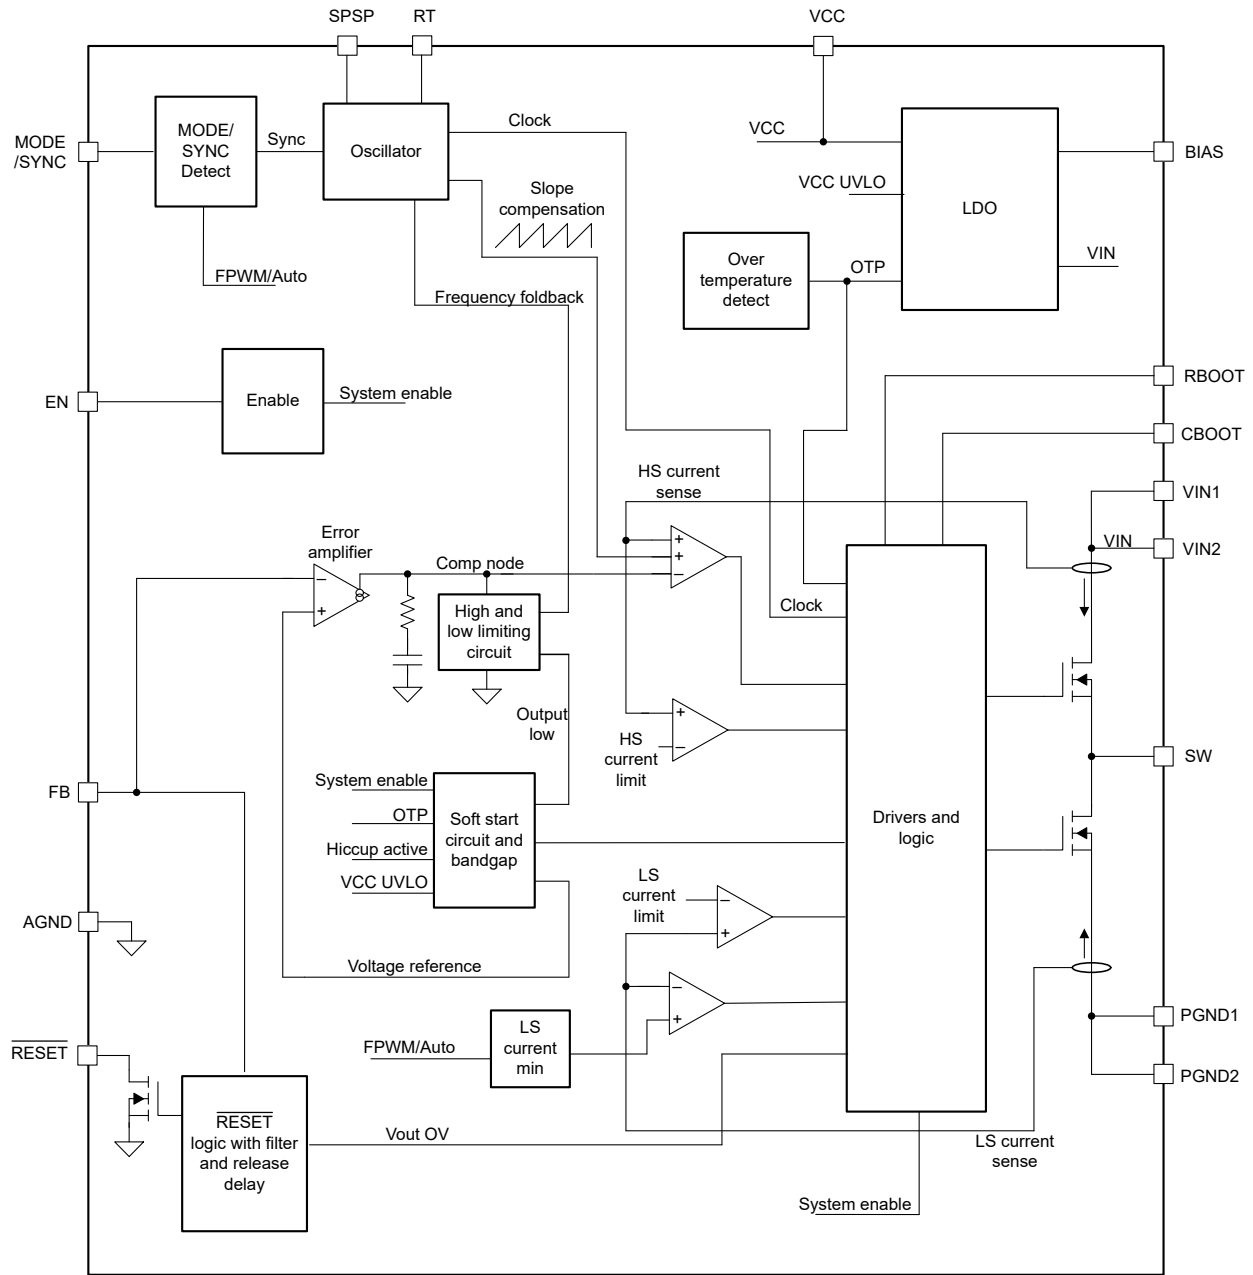 SPSP
RT
VCC
MODE
/SYNC
MODE/
SYNC
Detect
Sync
Oscillator
Clock
VCC
VCC UVLO
LDO
BIAS
VIN
Slope
compensation
FPWM/Auto
Over
temperature
detect
OTP
Frequency foldback
EN
Enable
System enable
RBOOT
CBOOT
VIN1
VIN
VIN2
HS current
sense
+
+
−
Error
amplifier
−
+
Comp node
High and
low limiting
circuit
Clock
Output
low
+
−
HS
current
limit
SW
FB
System enable
OTP
Hiccup active
VCC UVLO
Soft start
circuit and
bandgap
Drivers and
logic
LS
current
limit
−
+
AGND
Voltage reference
−
+
LS
current
min
FPWM/Auto
PGND1
PGND2
RESET
RESET
logic with filter
and release
delay
Vout OV
LS current
sense
System enable